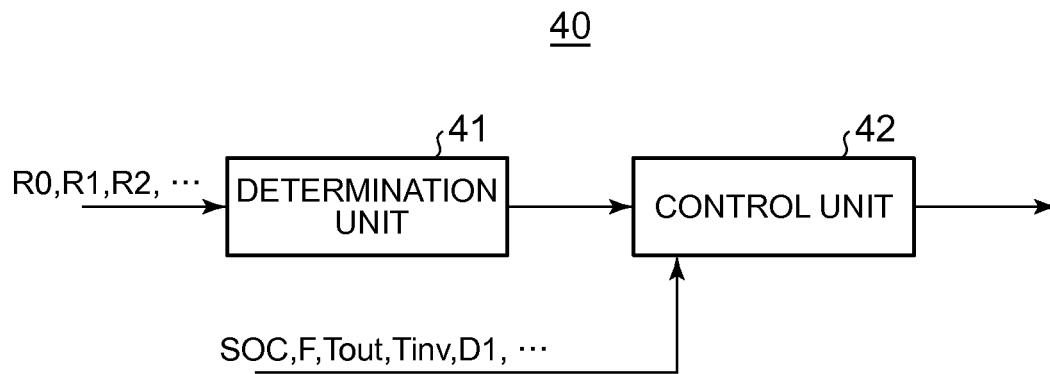 40
41
42
R0,R1,R2, ···
DETERMINATION
UNIT
CONTROL UNIT
SOC,F,Tout,Tinv,D1, ···